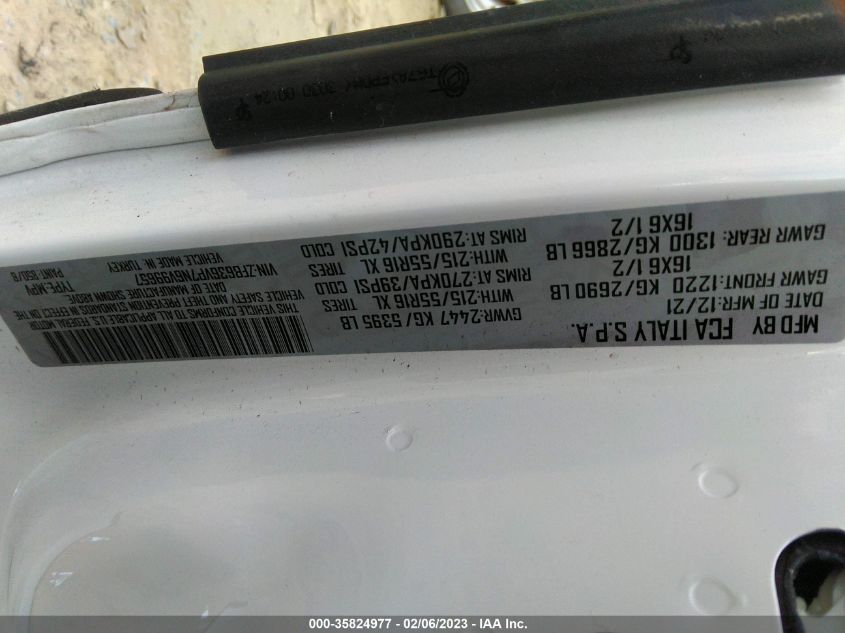 MFD BY FCA ITALY S.P.A.
DATE OF MFR:12/21 GVWR:2447 KG/ 5395 LB
GAWR FRONT:1220 KG/2690 LB WITH:215/55R16 XL TIRES
16X6 1/2 RIMS AT:270KPA/39PSI COLD
GAWR REAR: 1300 KG/2866 LB WITH:215/55R16 XL TIRES
16X6 1/2 RIMS AT:290KPA/42PSI COLD
THIS VEHICLE CONFORMS TO ALL APPLICABLE U.S. FEDERAL MOTOR
VEHICLE SAFETY AND THEFT PREVENTION STANDARDS IN EFFECT ON THE
DATE OF MANUFACTURE SHOWN ABOVE.
TYPE: MPV
VEHICLE MADE IN: TURKEY
000-35824977 - 02/06/2023 - IAA Inc.